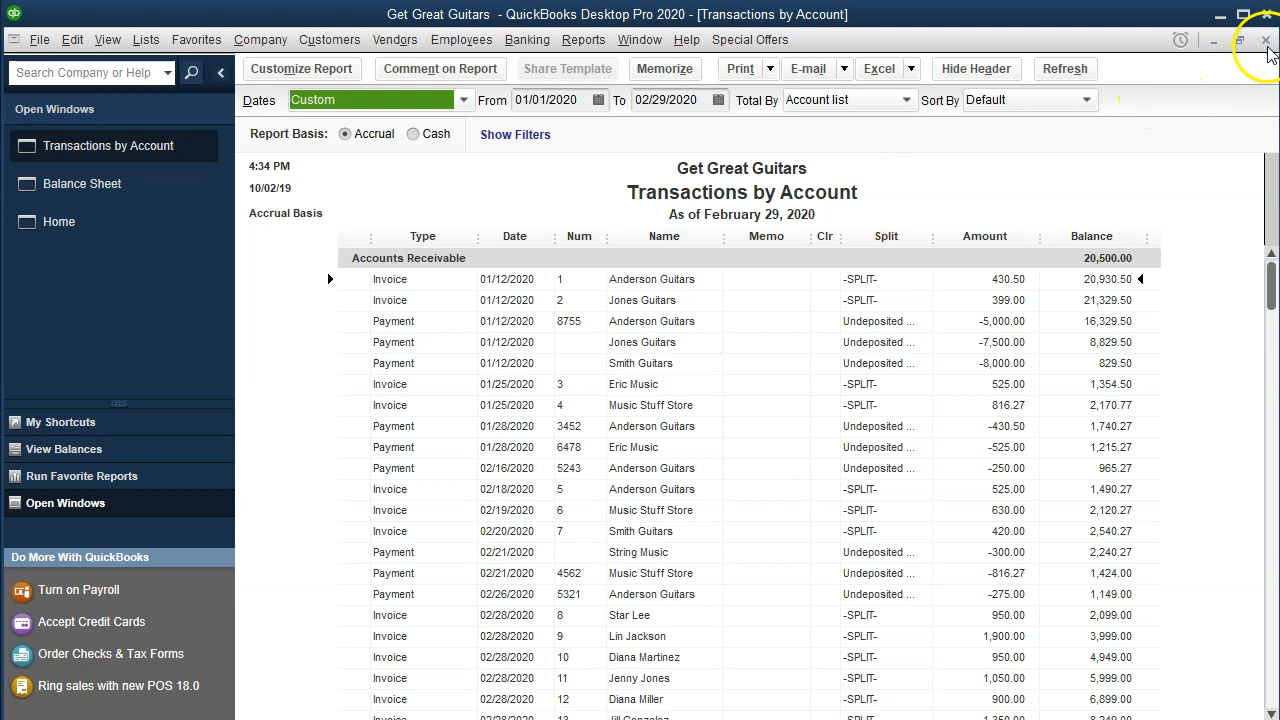 Get Great Guitars - QuickBooks Desktop Pro 2020 - [Transactions by Account]
File Edit View Lists Favorites Company Customers Vendors Employees Banking Reports Window Help Special Offers
Search Company or Help
Customize Report Comment on Report Share Template Memorize Print E-mail Excel Hide Header Refresh
Dates Custom From 01/01/2020 To 02/29/2020 Total By Account list Sort By Default
Report Basis: Accrual Cash Show Filters
Open Windows
Transactions by Account
Balance Sheet
Home
My Shortcuts
View Balances
Run Favorite Reports
Open Windows
Do More With QuickBooks
Turn on Payroll
Accept Credit Cards
Order Checks & Tax Forms
Ring sales with new POS 18.0
4:34 PM
10/02/19
Accrual Basis
Get Great Guitars
Transactions by Account
As of February 29, 2020
Type Date Num Name Memo Clr Split Amount Balance
Accounts Receivable 20,500.00
Invoice 01/12/2020 1 Anderson Guitars -SPLIT- 430.50 20,930.50
Invoice 01/12/2020 2 Jones Guitars -SPLIT- 399.00 21,329.50
Payment 01/12/2020 8755 Anderson Guitars Undeposited ... -5,000.00 16,329.50
Payment 01/12/2020 Jones Guitars Undeposited ... -7,500.00 8,829.50
Payment 01/12/2020 Smith Guitars Undeposited ... -8,000.00 829.50
Invoice 01/25/2020 3 Eric Music -SPLIT- 525.00 1,354.50
Invoice 01/25/2020 4 Music Stuff Store -SPLIT- 816.27 2,170.77
Payment 01/28/2020 3452 Anderson Guitars Undeposited ... -430.50 1,740.27
Payment 01/28/2020 6478 Eric Music Undeposited ... -525.00 1,215.27
Payment 02/16/2020 5243 Anderson Guitars Undeposited ... -250.00 965.27
Invoice 02/18/2020 5 Anderson Guitars -SPLIT- 525.00 1,490.27
Invoice 02/19/2020 6 Music Stuff Store -SPLIT- 630.00 2,120.27
Invoice 02/20/2020 7 Smith Guitars -SPLIT- 420.00 2,540.27
Payment 02/21/2020 String Music Undeposited ... -300.00 2,240.27
Payment 02/21/2020 4562 Music Stuff Store Undeposited ... -816.27 1,424.00
Payment 02/26/2020 5321 Anderson Guitars Undeposited ... -275.00 1,149.00
Invoice 02/28/2020 8 Star Lee -SPLIT- 950.00 2,099.00
Invoice 02/28/2020 9 Lin Jackson -SPLIT- 1,900.00 3,999.00
Invoice 02/28/2020 10 Diana Martinez -SPLIT- 950.00 4,949.00
Invoice 02/28/2020 11 Jenny Jones -SPLIT- 1,050.00 5,999.00
Invoice 02/28/2020 12 Diana Miller -SPLIT- 900.00 6,899.00
Invoice 02/28/2020 13 Jill Gonzalez -SPLIT- 1,350.00 8,249.00